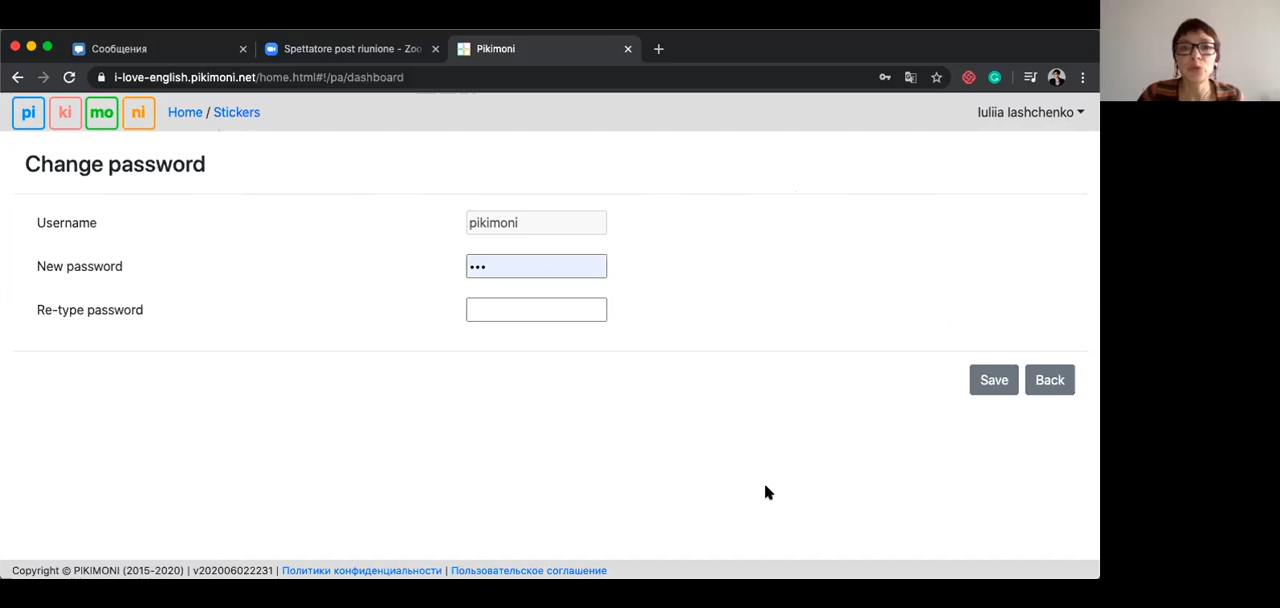 Сообщения
Spettatore post riunione - Zoo
Pikimoni
i-love-english.pikimoni.net/home.html#!/pa/dashboard
pi ki mo ni Home / Stickers Iuliia Iashchenko
Change password
Username pikimoni
New password •••
Re-type password
Save Back
Copyright © PIKIMONI (2015-2020) | v202006022231 | Политики конфиденциальности | Пользовательское соглашение